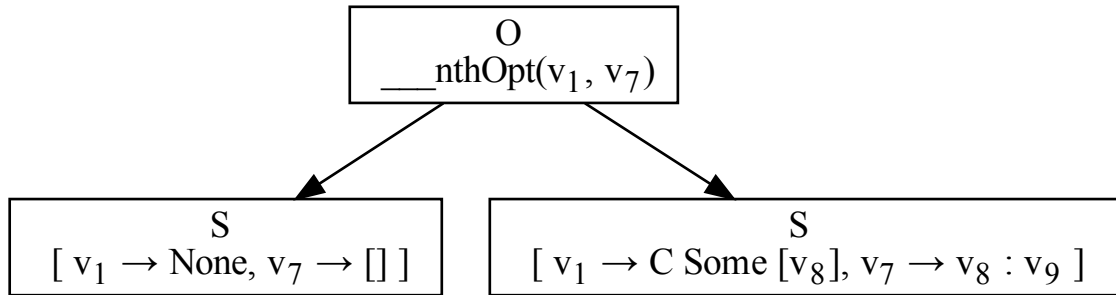 O
___nthOpt(v₁, v₇)
S
[ v₁ → None, v₇ → [] ]
S
[ v₁ → C Some [v₈], v₇ → v₈ : v₉ ]